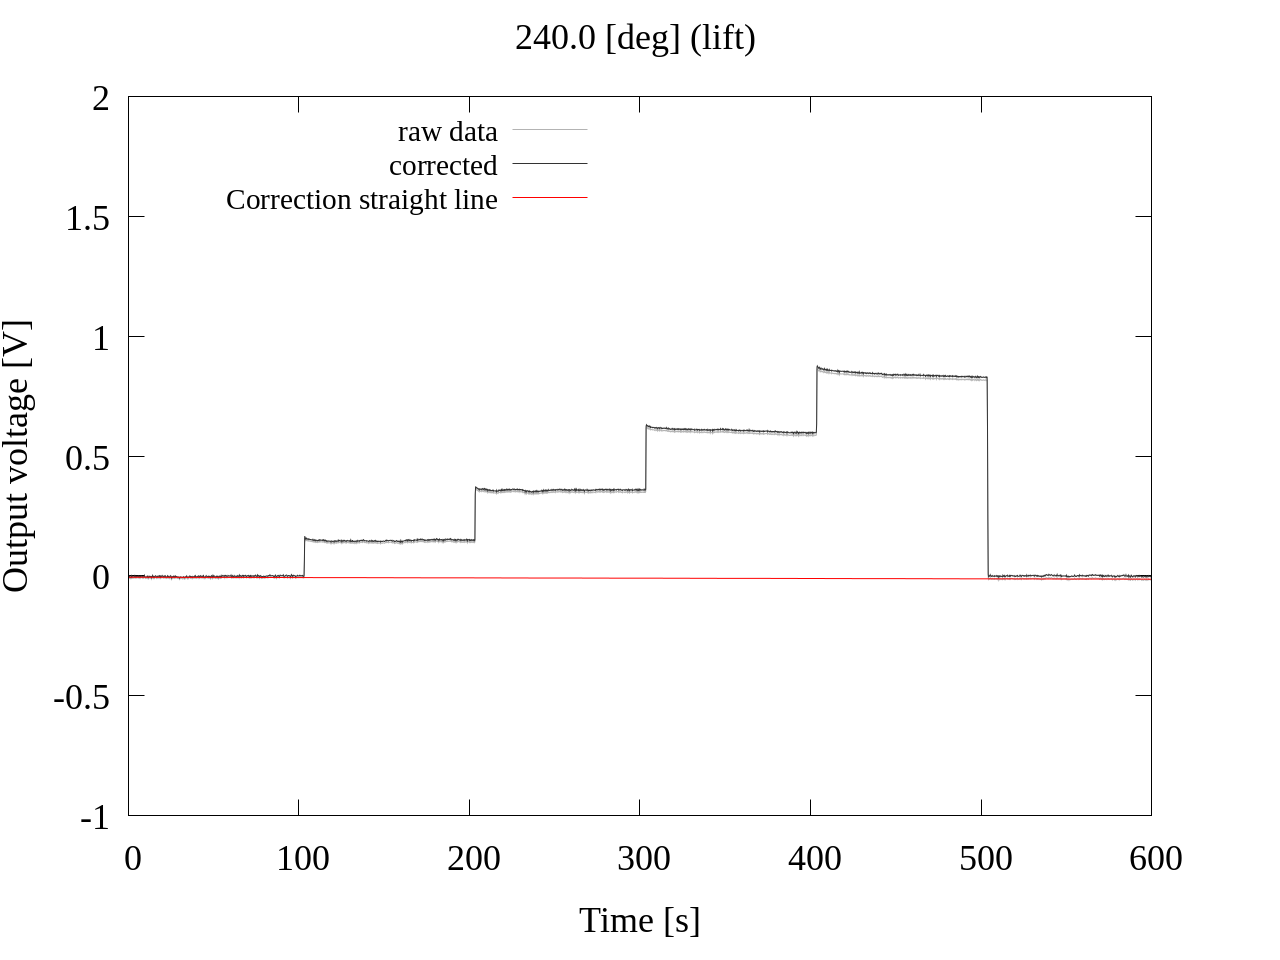 240.0 [deg] (lift)
2
1.5
1
0.5
0
-0.5
-1
raw data
corrected
Correction straight line
Output voltage [V]
0 100 200 300 400 500 600
Time [s]